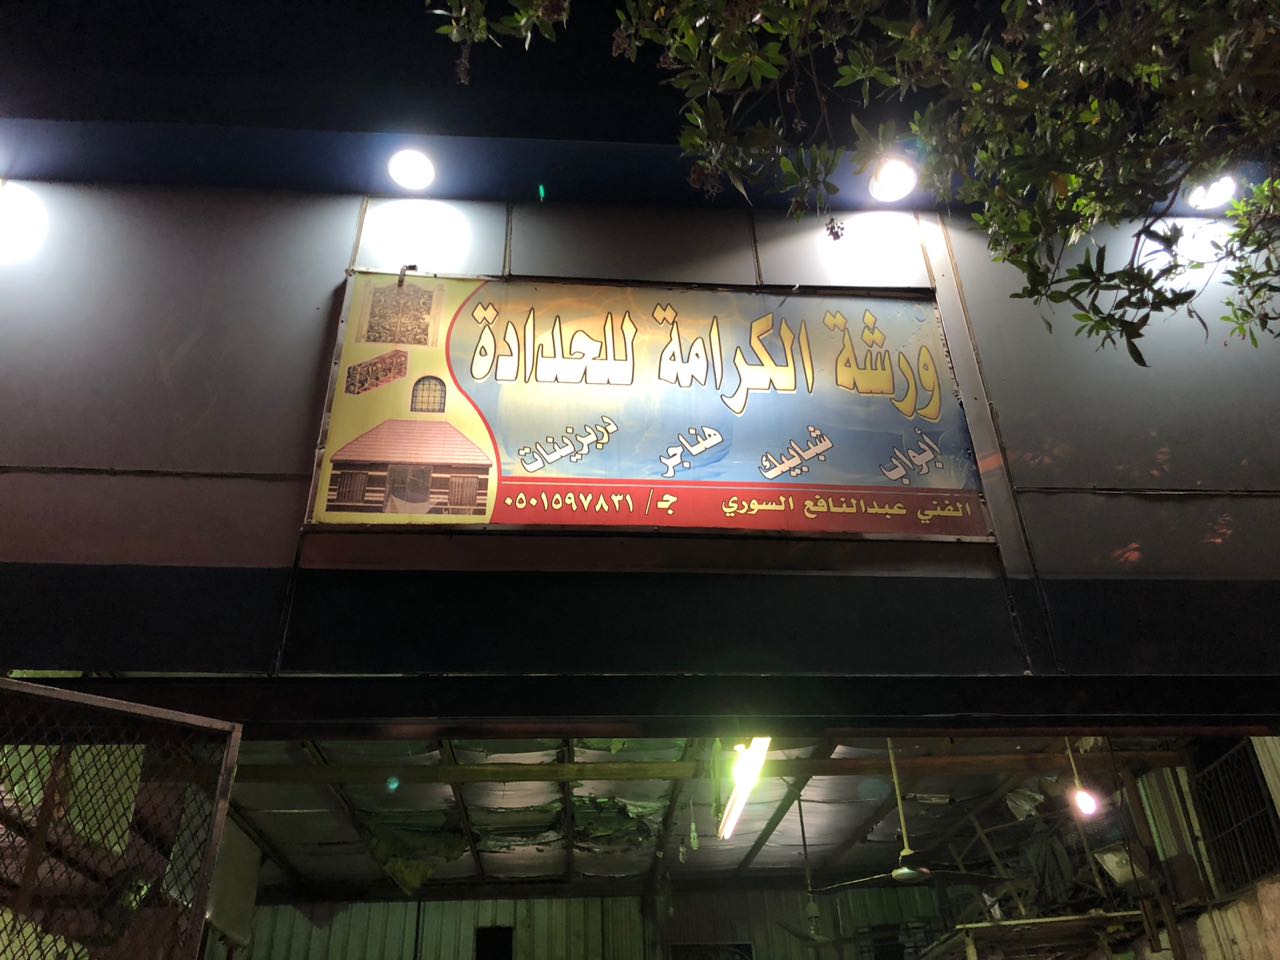 ورشة الكرامة للحدادة
أبواب شبابيك هناجر دربزينات
الفني عبدالنافع السوري ج/ ٠٥٠١٥٩٧٨٣١